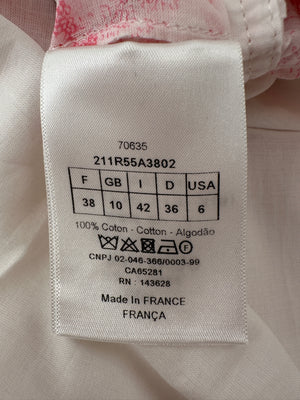 70635
211R55A3802
F GB I D USA
38 10 42 36 6
100% Coton - Cotton - Algodão
F
CNPJ 02-046-366/0003-99
CA65281
RN : 143628
Made In FRANCE
FRANÇA